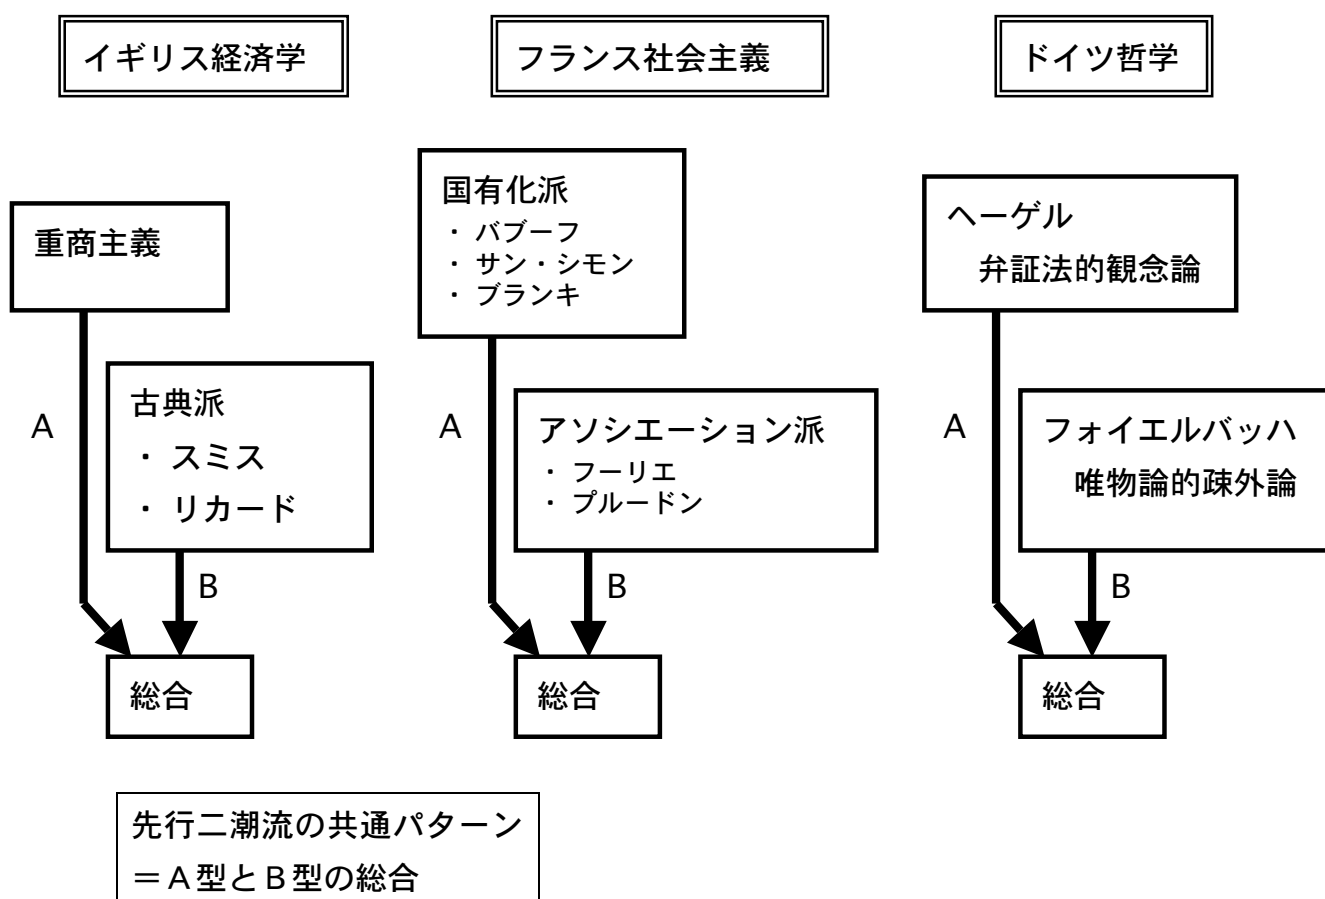 イギリス経済学
フランス社会主義
ドイツ哲学
重商主義
A
古典派
・ スミス
・ リカード
B
総合
国有化派
・ バブーフ
・ サン・シモン
・ ブランキ
A
アソシエーション派
・ フーリエ
・ プルードン
B
総合
ヘーゲル
弁証法的観念論
A
フォイエルバッハ
唯物論的疎外論
B
総合
先行二潮流の共通パターン
＝Ａ型とＢ型の総合